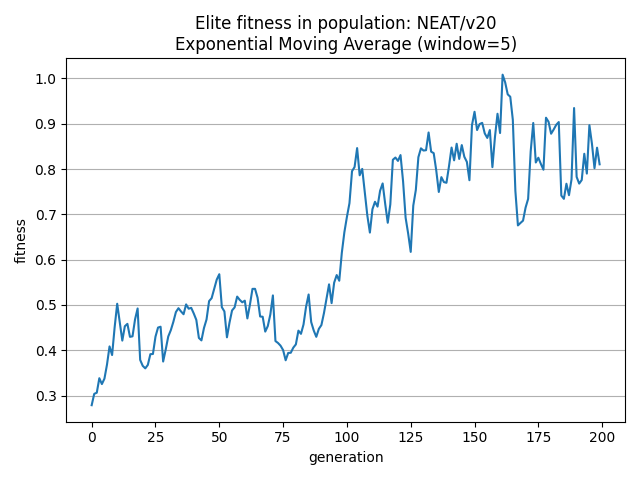 Elite fitness in population: NEAT/v20
Exponential Moving Average (window=5)
1.0
0.9
0.8
0.7
0.6
0.5
0.4
0.3
fitness
0 25 50 75 100 125 150 175 200
generation